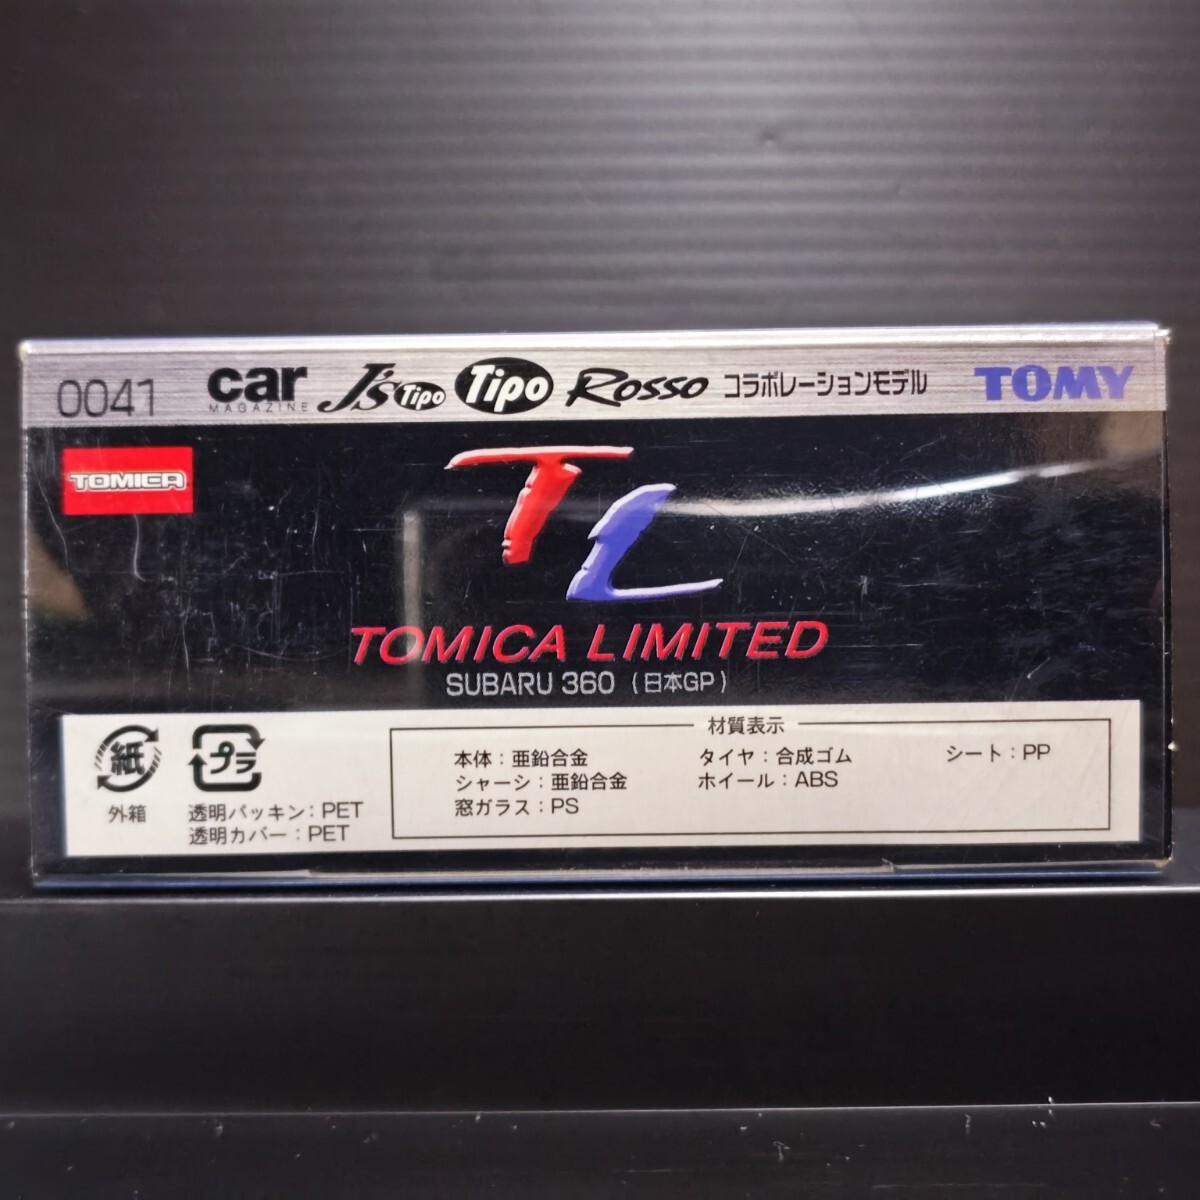 0041 car MAGAZINE J's Tipo Tipo Rosso コラボレーションモデル TOMY
TOMICA
TL
TOMICA LIMITED
SUBARU 360 (日本GP)
紙
外箱
プラ
透明パッキン:PET
透明カバー:PET
材質表示
本体:亜鉛合金
シャーシ:亜鉛合金
窓ガラス:PS
タイヤ:合成ゴム
ホイール:ABS
シート:PP